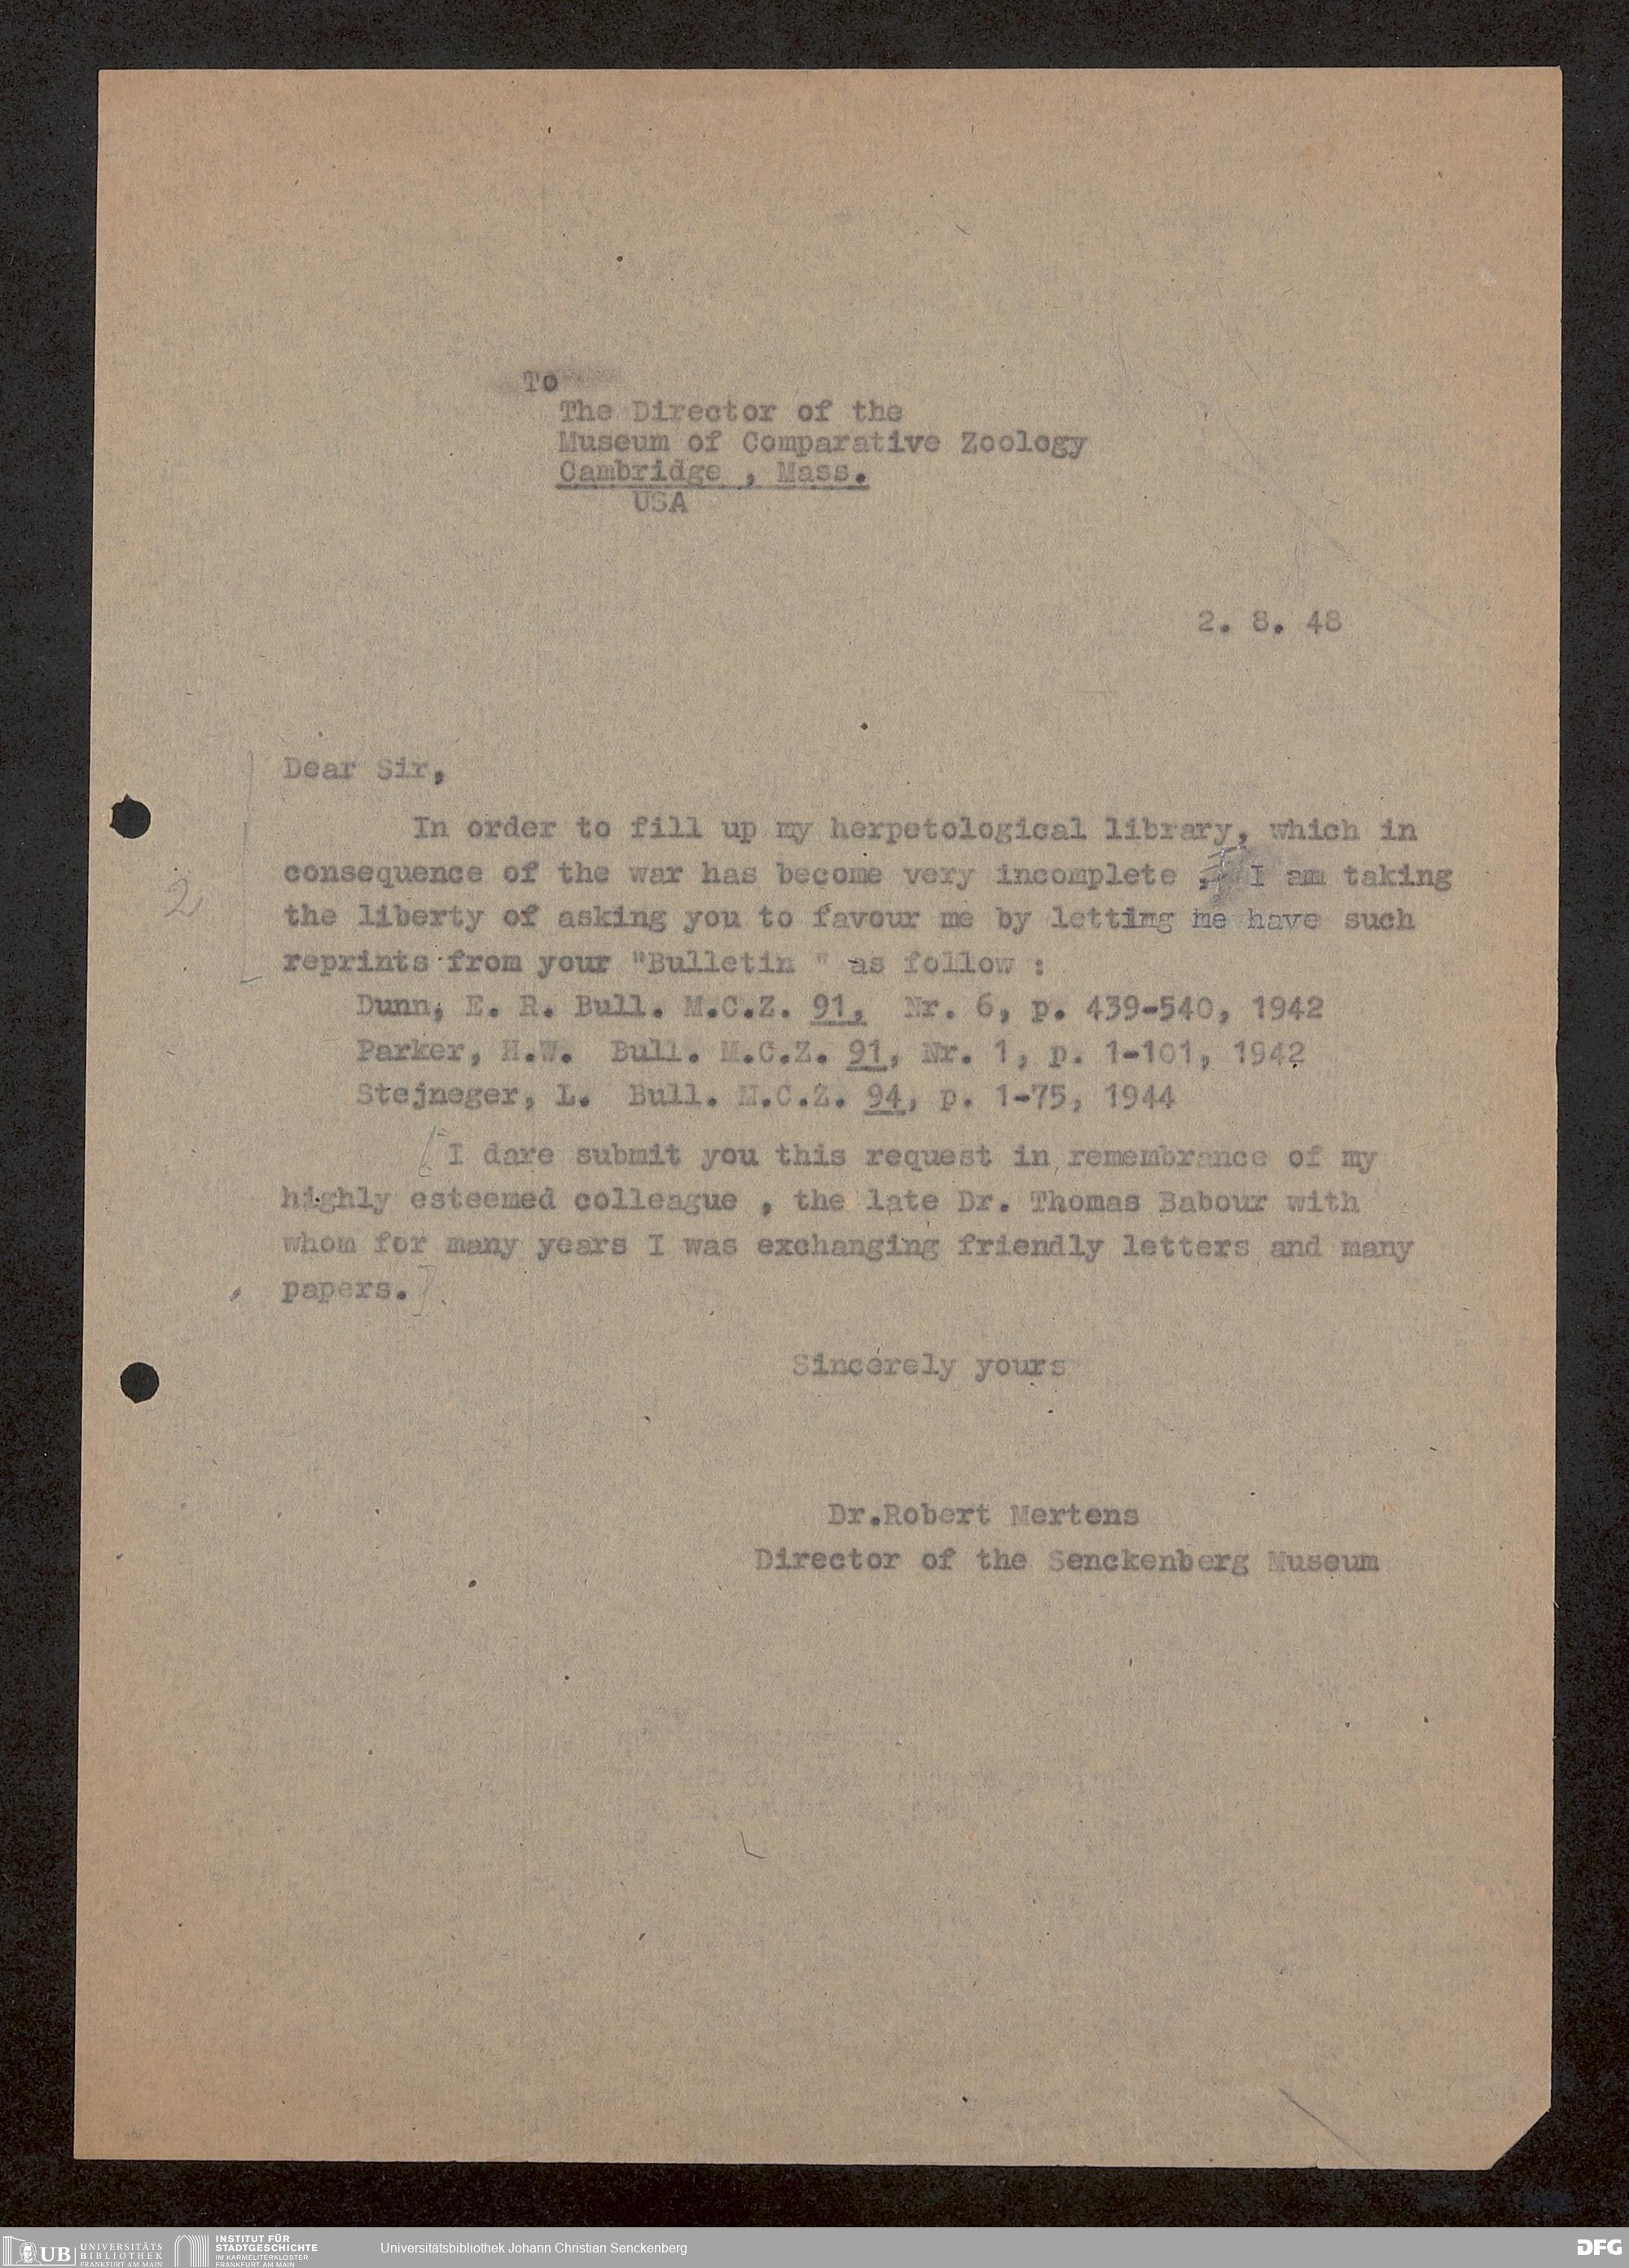 To
The Director of the
Museum of Comparative Zoology
Cambridge , Mass.
USA
2. 8. 48
Dear Sir,
In order to fill up my herpetological library, which in
consequence of the war has become very incomplete , I am taking
2
the liberty of asking you to favour me by letting me have such
reprints from your "Bulletin " as follow :
Dunn, E. R. Bull. M.C.Z. 91, Nr. 6, p. 439-540, 1942
Parker, H.W. Bull. M.C.Z. 91, Nr. 1, p. 1-101, 1942
Stejneger, L. Bull. M.C.Z. 94, p. 1-75, 1944
[I dare submit you this request in remembrance of my
highly esteemed colleague , the late Dr. Thomas Babour with
whom for many years I was exchanging friendly letters and many
papers.]
Sincerely yours
Dr.Robert Mertens
Director of the Senckenberg Museum
UB UNIVERSITÄTS
BIBLIOTHEK
FRANKFURT AM MAIN
INSTITUT FÜR
STADTGESCHICHTE
IM KARMELITERKLOSTER
FRANKFURT AM MAIN
Universitätsbibliothek Johann Christian Senckenberg
DFG